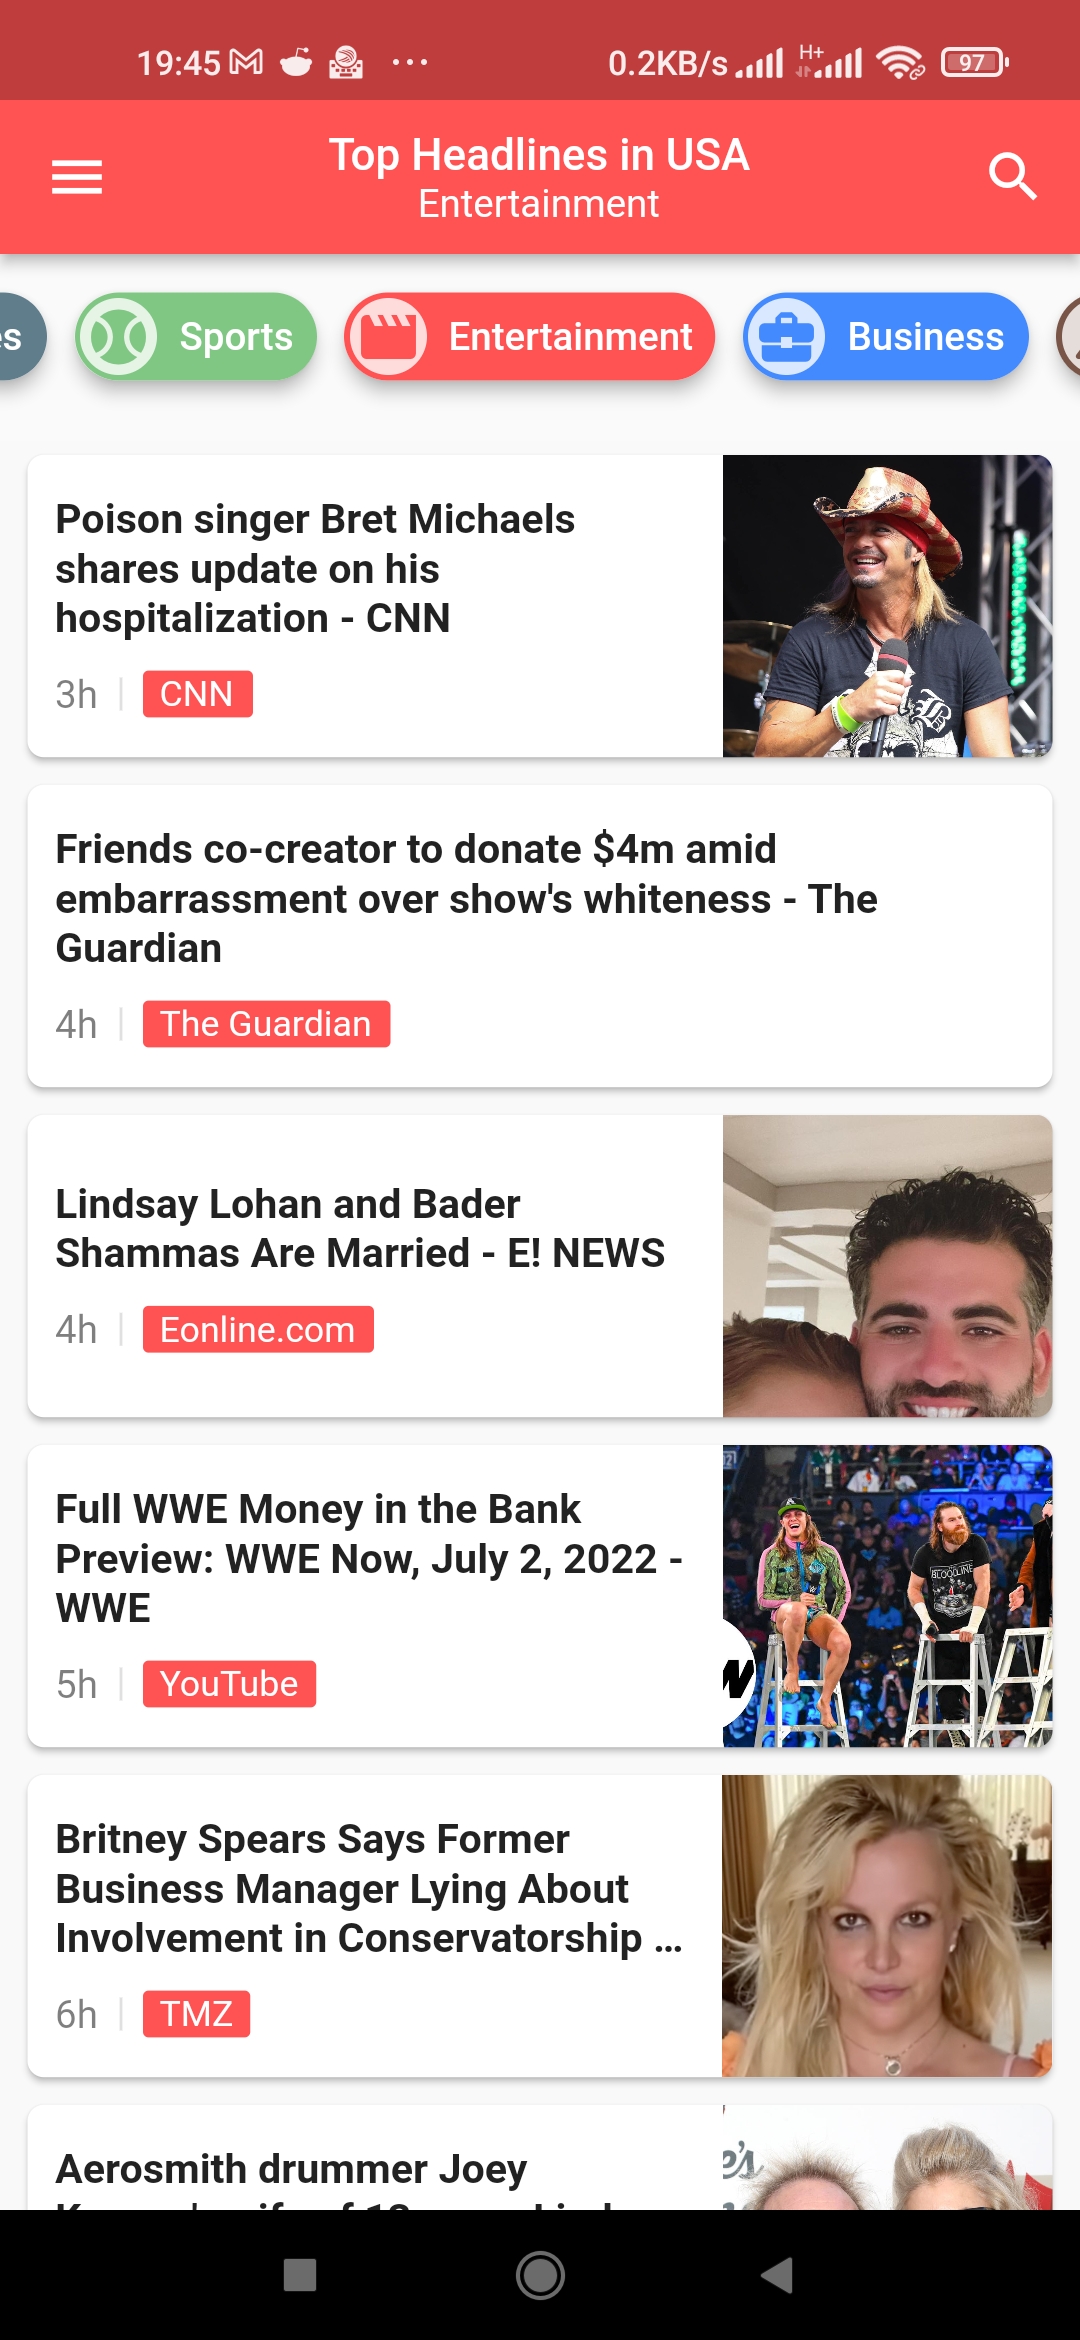 19:45
0.2KB/s
H+
97
Top Headlines in USA
Entertainment
es
Sports
Entertainment
Business
Poison singer Bret Michaels
shares update on his
hospitalization - CNN
3h
CNN
Friends co-creator to donate $4m amid
embarrassment over show's whiteness - The
Guardian
4h
The Guardian
Lindsay Lohan and Bader
Shammas Are Married - E! NEWS
4h
Eonline.com
Full WWE Money in the Bank
Preview: WWE Now, July 2, 2022 -
WWE
5h
YouTube
BLOODLINE
Britney Spears Says Former
Business Manager Lying About
Involvement in Conservatorship ...
6h
TMZ
Aerosmith drummer Joey